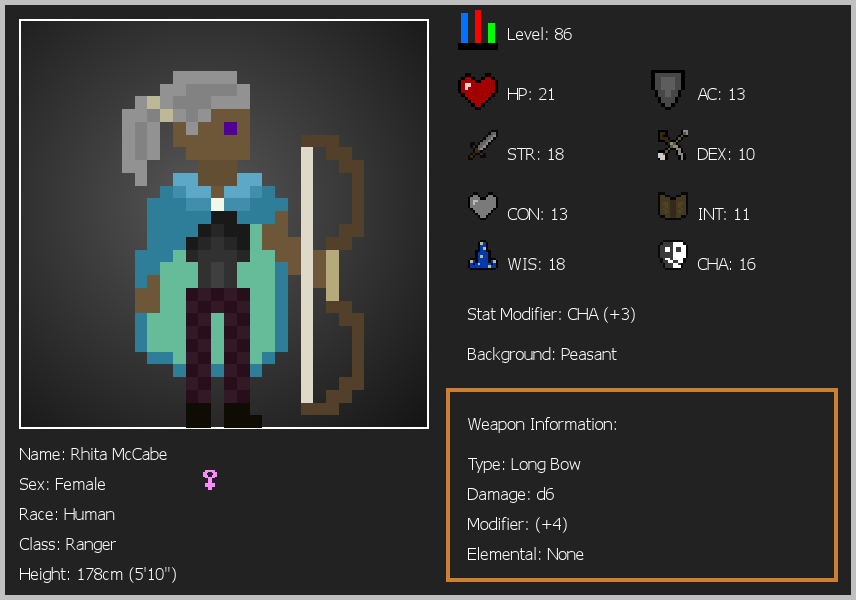 Level: 86
HP: 21
AC: 13
STR: 18
DEX: 10
CON: 13
INT: 11
WIS: 18
CHA: 16
Stat Modifier: CHA (+3)
Background: Peasant
Weapon Information:
Type: Long Bow
Damage: d6
Modifier: (+4)
Elemental: None
Name: Rhita McCabe
Sex: Female
Race: Human
Class: Ranger
Height: 178cm (5'10")